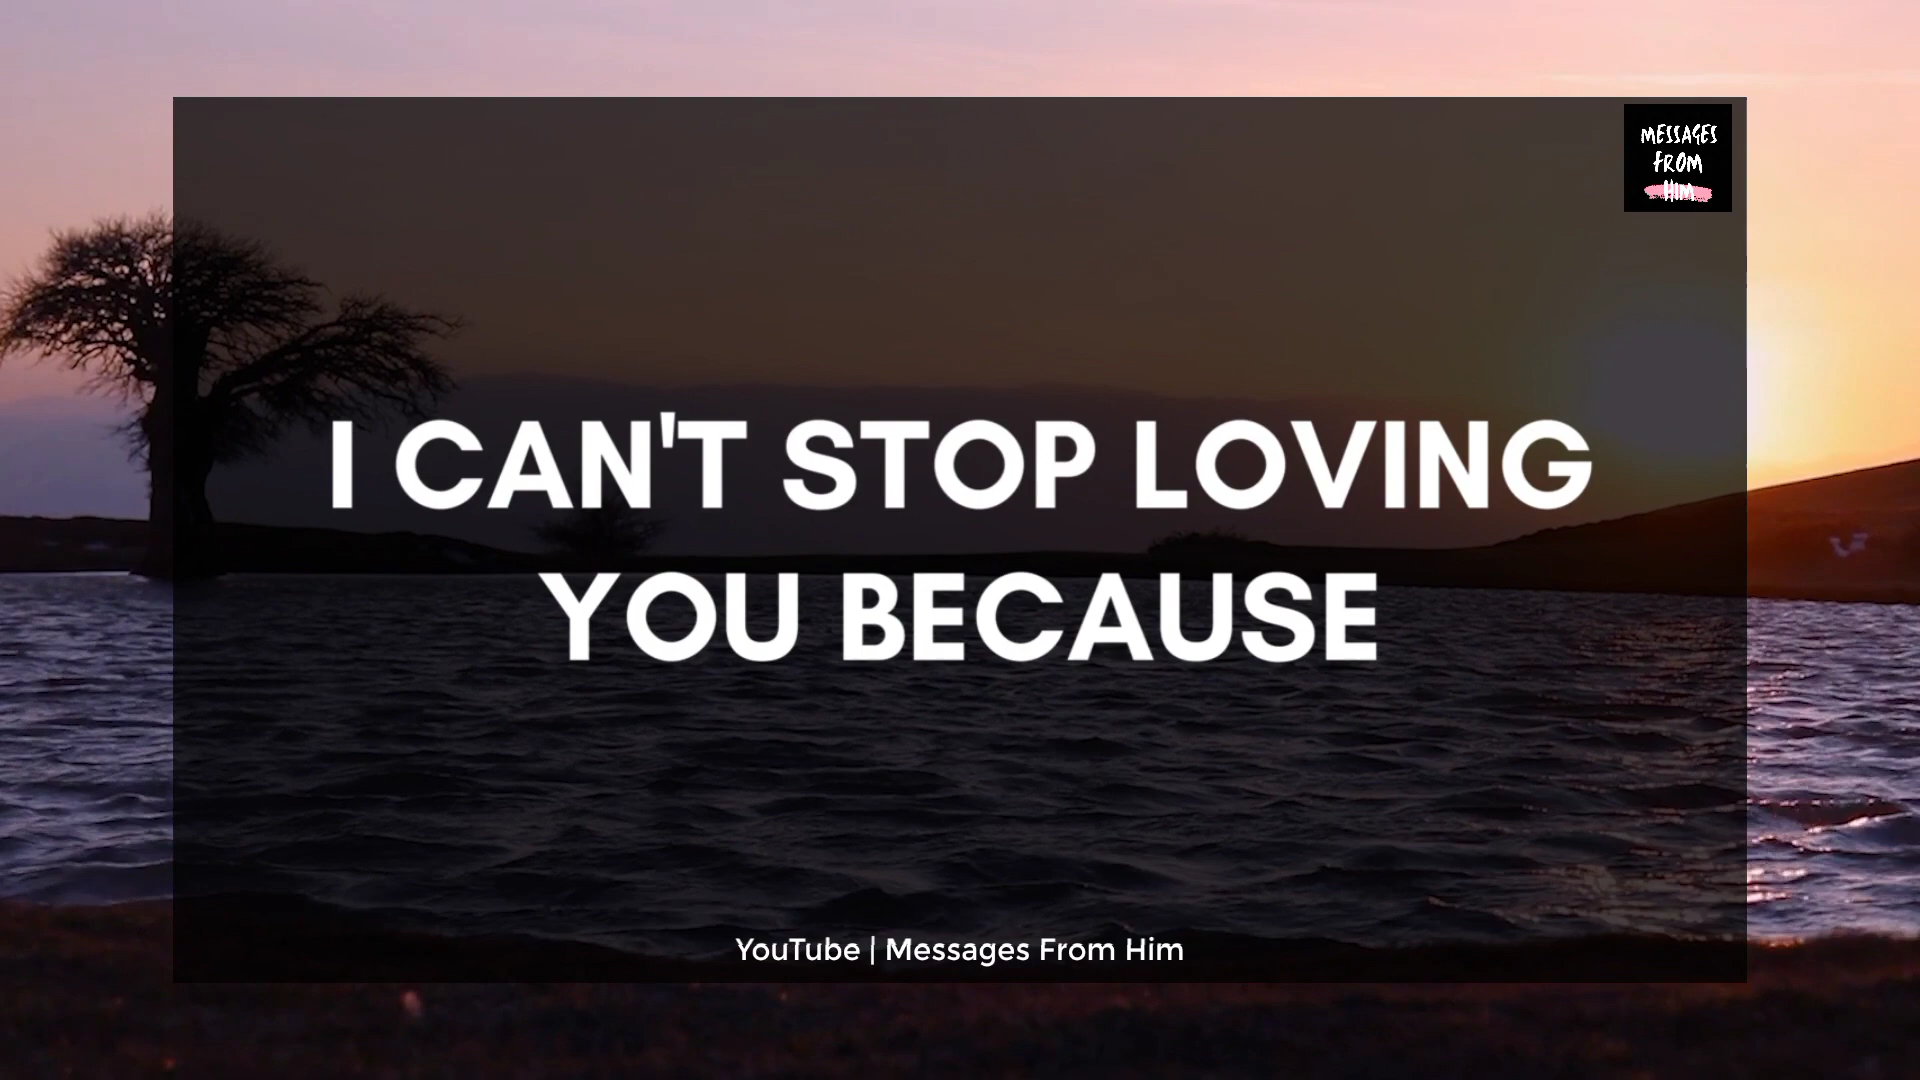 MESSAGES
FROM
HIM
I CAN'T STOP LOVING
YOU BECAUSE
YouTube | Messages From Him